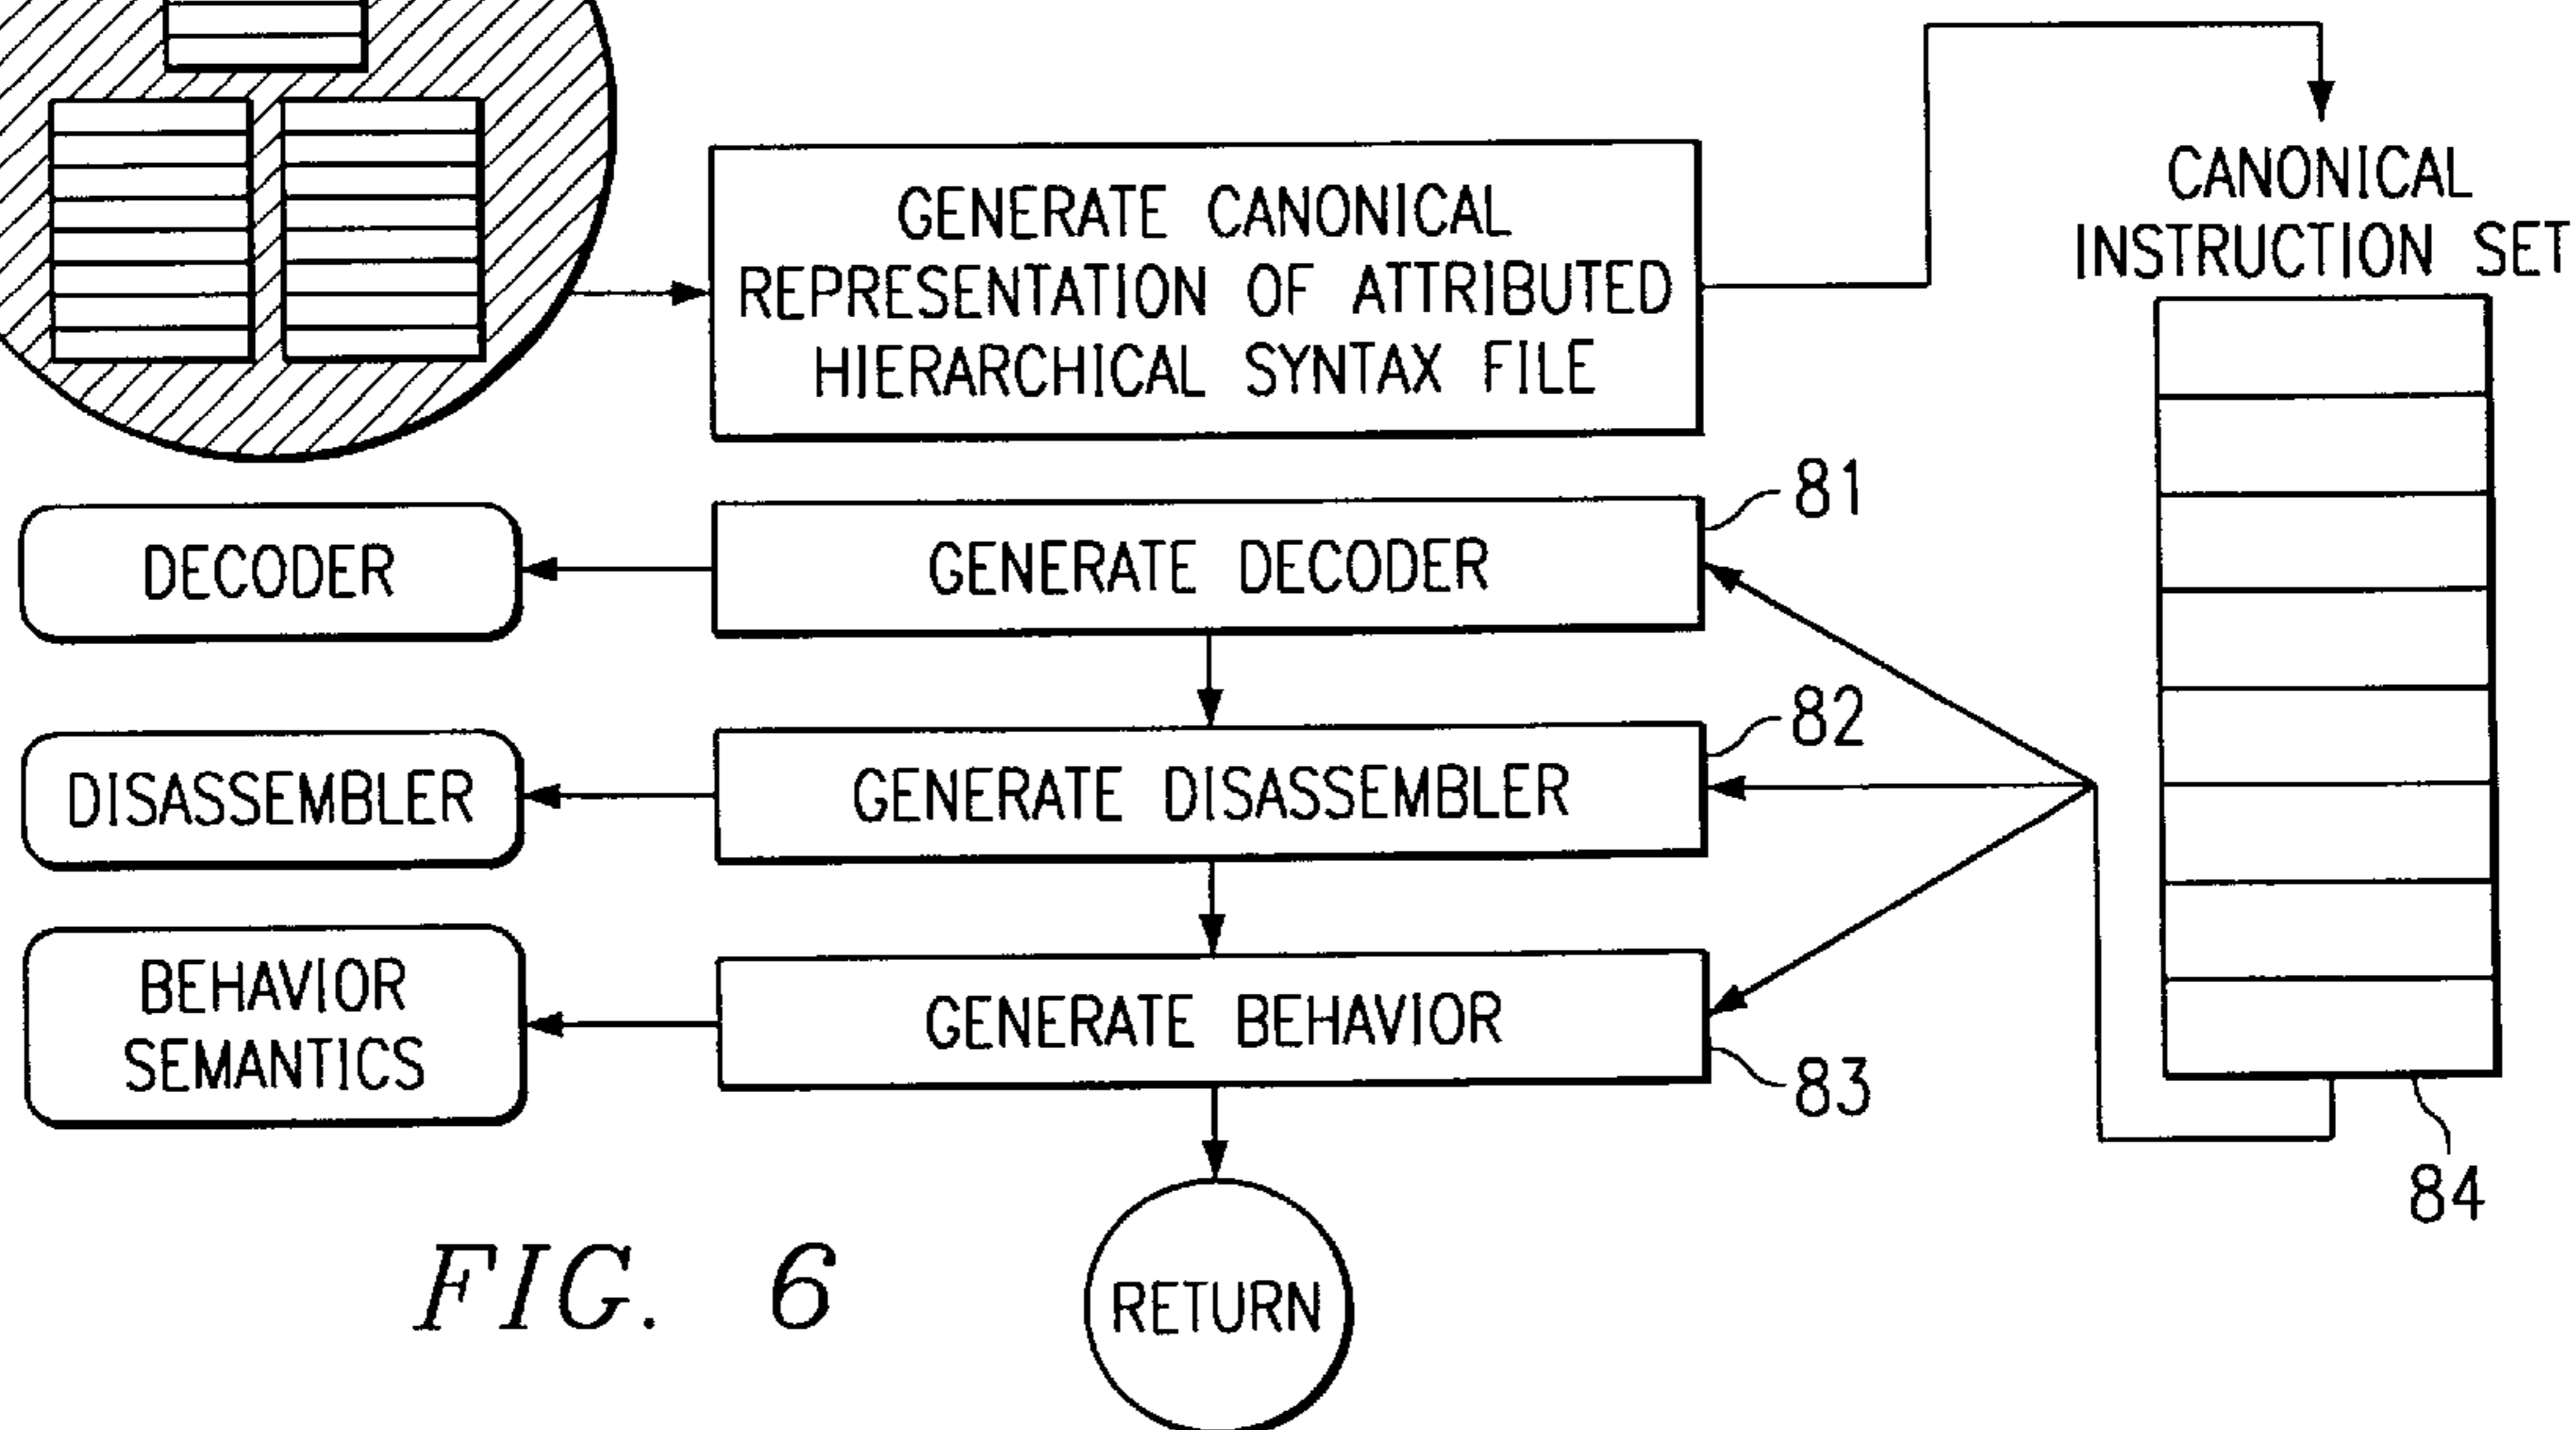 CANONICAL
INSTRUCTION SET
GENERATE CANONICAL
REPRESENTATION OF ATTRIBUTED
HIERARCHICAL SYNTAX FILE
81
DECODER
GENERATE DECODER
82
DISASSEMBLER
GENERATE DISASSEMBLER
BEHAVIOR
SEMANTICS
GENERATE BEHAVIOR
83
84
RETURN
FIG. 6